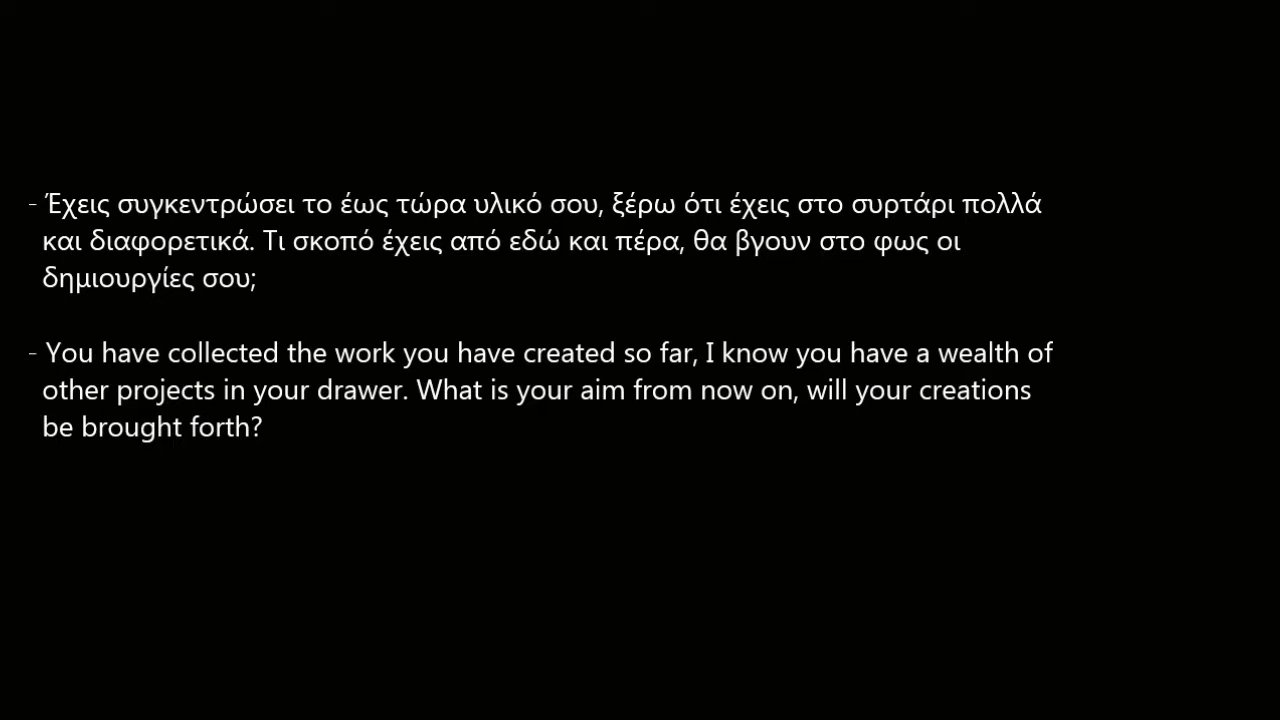 - Έχεις συγκεντρώσει το έως τώρα υλικό σου, ξέρω ότι έχεις στο συρτάρι πολλά
και διαφορετικά. Τι σκοπό έχεις από εδώ και πέρα, θα βγουν στο φως οι
δημιουργίες σου;
- You have collected the work you have created so far, I know you have a wealth of
other projects in your drawer. What is your aim from now on, will your creations
be brought forth?